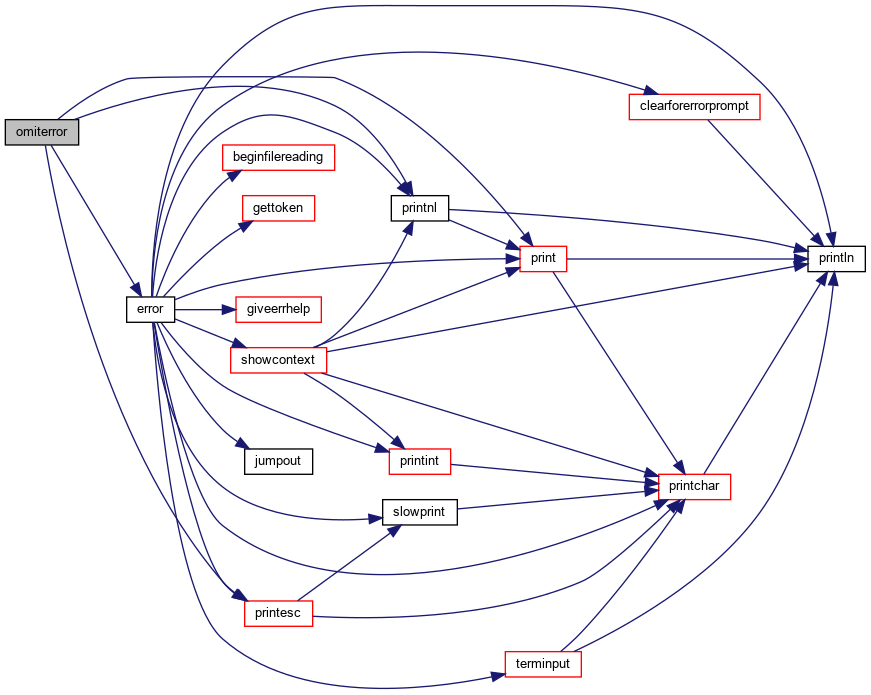 omiterror
error
beginfilereading
gettoken
giveerrhelp
showcontext
jumpout
printesc
printnl
printint
slowprint
print
terminput
clearforerrorprompt
printchar
println